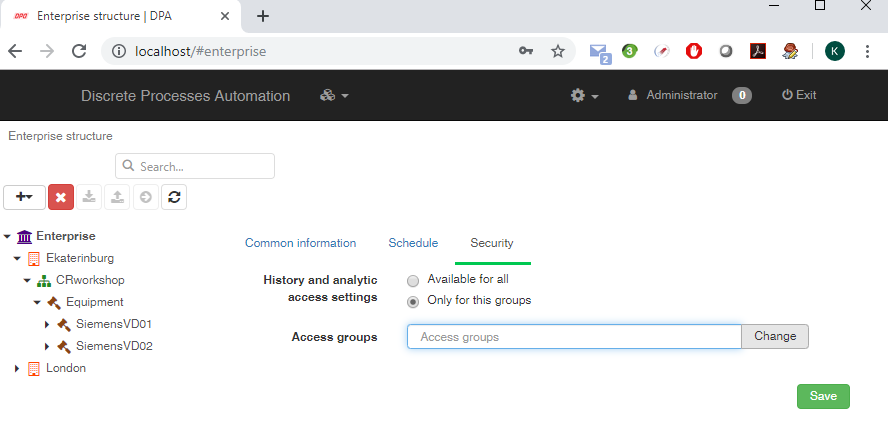 DPA Enterprise structure | DPA
localhost/#enterprise
2
3
K
Discrete Processes Automation
Administrator 0 Exit
Enterprise structure
Search...
Enterprise
Ekaterinburg
CRworkshop
Equipment
SiemensVD01
SiemensVD02
London
Common information Schedule Security
History and analytic access settings
Available for all
Only for this groups
Access groups Access groups Change
Save